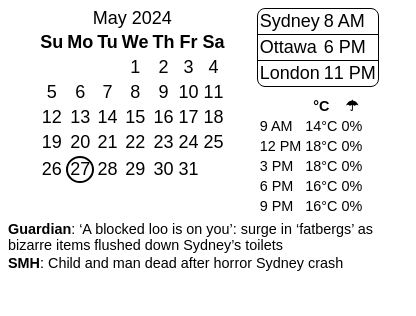 May 2024
Su Mo Tu We Th Fr Sa
1 2 3 4
5 6 7 8 9 10 11
12 13 14 15 16 17 18
19 20 21 22 23 24 25
26 27 28 29 30 31
Sydney 8 AM
Ottawa 6 PM
London 11 PM
°C ☂
9 AM 14°C 0%
12 PM 18°C 0%
3 PM 18°C 0%
6 PM 16°C 0%
9 PM 16°C 0%
Guardian: ‘A blocked loo is on you’: surge in ‘fatbergs’ as
bizarre items flushed down Sydney’s toilets
SMH: Child and man dead after horror Sydney crash